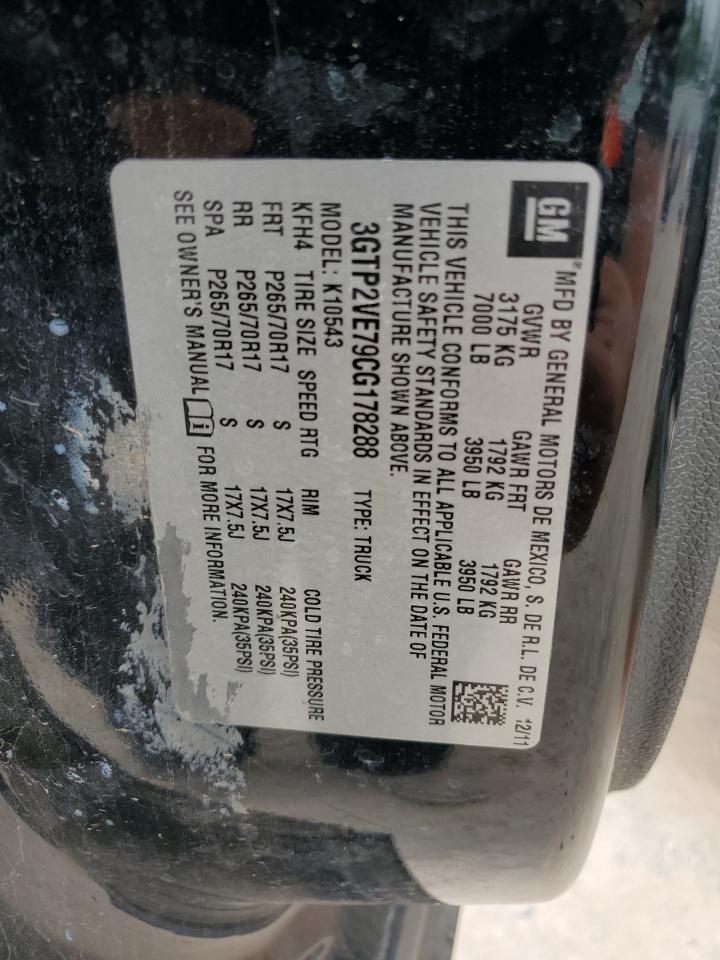 GM® MFD BY GENERAL MOTORS DE MEXICO, S. DE R.L. DE C.V. 12/11
GVWR GAWR FRT GAWR RR
3175 KG 1792 KG 1792 KG
7000 LB 3950 LB 3950 LB
THIS VEHICLE CONFORMS TO ALL APPLICABLE U.S. FEDERAL MOTOR
VEHICLE SAFETY STANDARDS IN EFFECT ON THE DATE OF
MANUFACTURE SHOWN ABOVE.
3GTP2VE79CG178288 TYPE: TRUCK
MODEL: K10543
KFH4 TIRE SIZE SPEED RTG RIM COLD TIRE PRESSURE
FRT P265/70R17 S 17X7.5J 240KPA(35PSI)
RR P265/70R17 S 17X7.5J 240KPA(35PSI)
SPA P265/70R17 S 17X7.5J 240KPA(35PSI)
SEE OWNER'S MANUAL i FOR MORE INFORMATION.